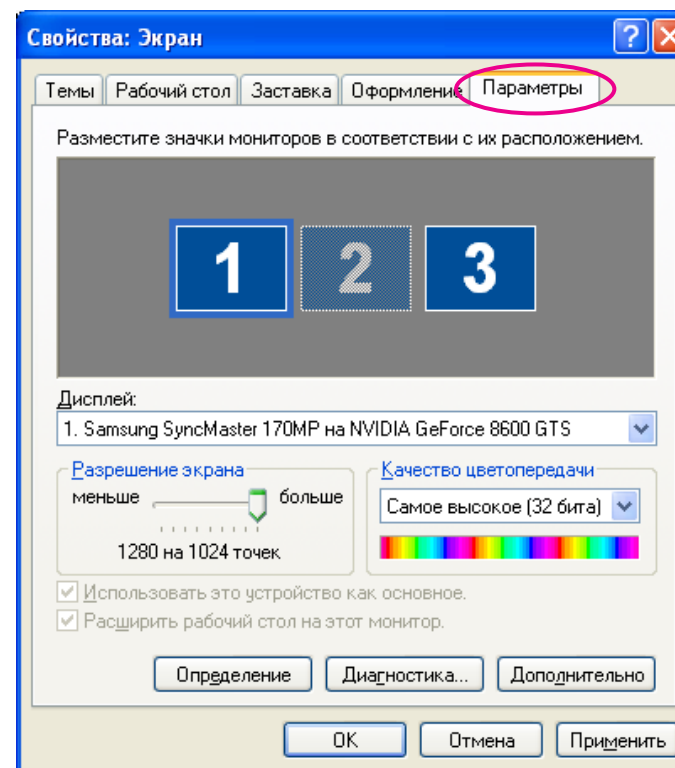 Свойства: Экран
Темы Рабочий стол Заставка Оформление Параметры
Разместите значки мониторов в соответствии с их расположением.
1 2 3
Дисплей:
1. Samsung SyncMaster 170MP на NVIDIA GeForce 8600 GTS
Разрешение экрана Качество цветопередачи
меньше больше Самое высокое (32 бита)
1280 на 1024 точек
Использовать это устройство как основное.
Расширить рабочий стол на этот монитор.
Определение Диагностика... Дополнительно
OK Отмена Применить